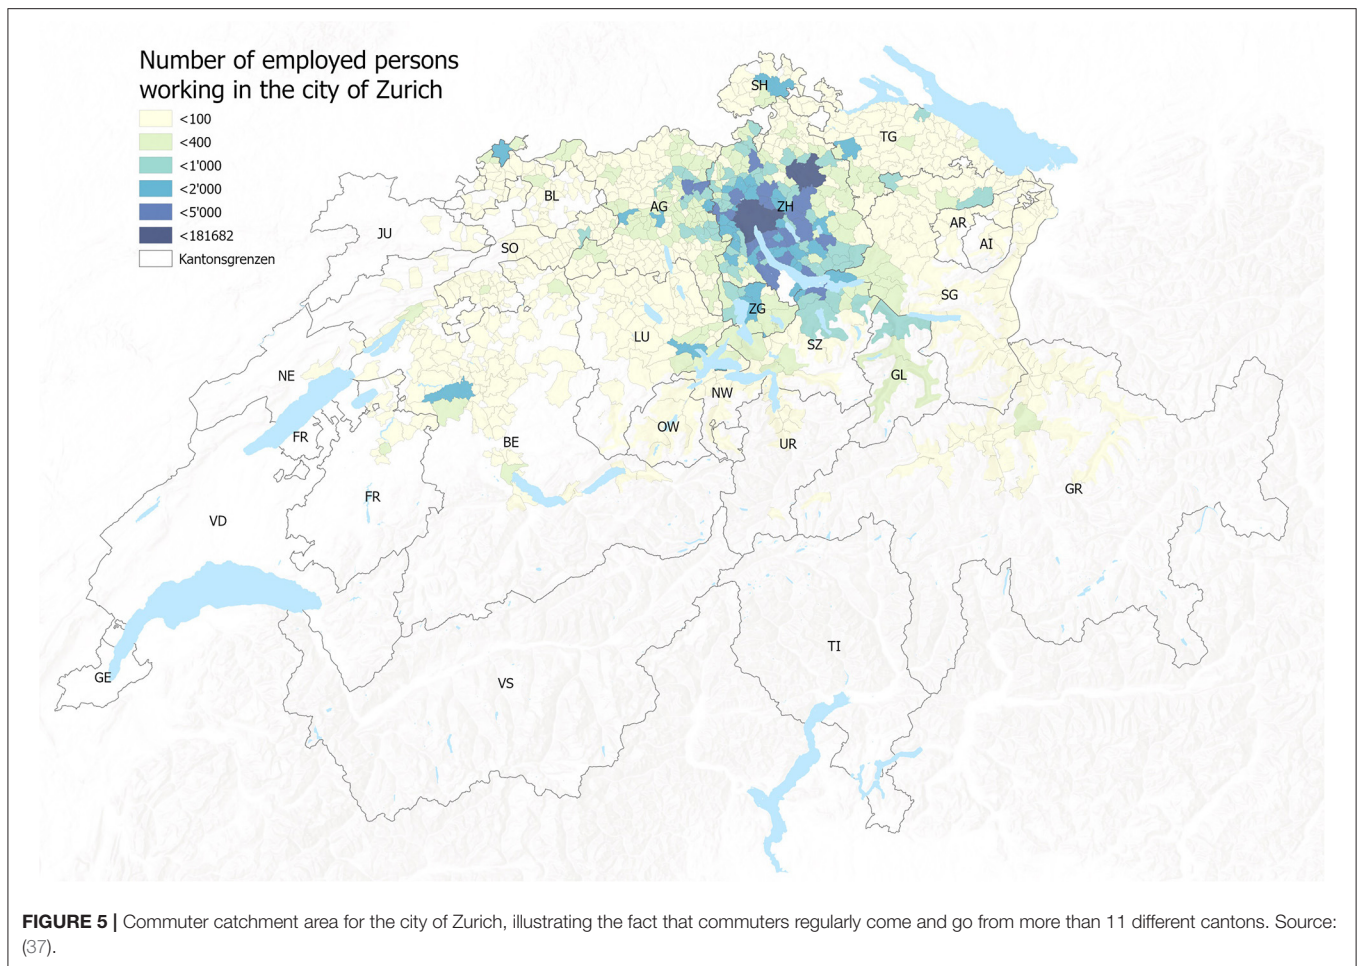 Number of employed persons
working in the city of Zurich
<100
<400
<1'000
<2'000
<5'000
<181682
Kantonsgrenzen
SH
TG
BL
AG
ZH
JU
SO
AR
AI
SG
ZG
LU
SZ
NE
GL
NW
FR
OW
BE
UR
FR
GR
VD
TI
GE
VS
FIGURE 5 | Commuter catchment area for the city of Zurich, illustrating the fact that commuters regularly come and go from more than 11 different cantons. Source:
(37).